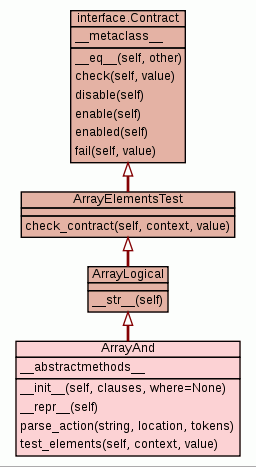 interface.Contract
__metaclass__
__eq__(self, other)
check(self, value)
disable(self)
enable(self)
enabled(self)
fail(self, value)
ArrayElementsTest
check_contract(self, context, value)
ArrayLogical
__str__(self)
ArrayAnd
__abstractmethods__
__init__(self, clauses, where=None)
__repr__(self)
parse_action(string, location, tokens)
test_elements(self, context, value)